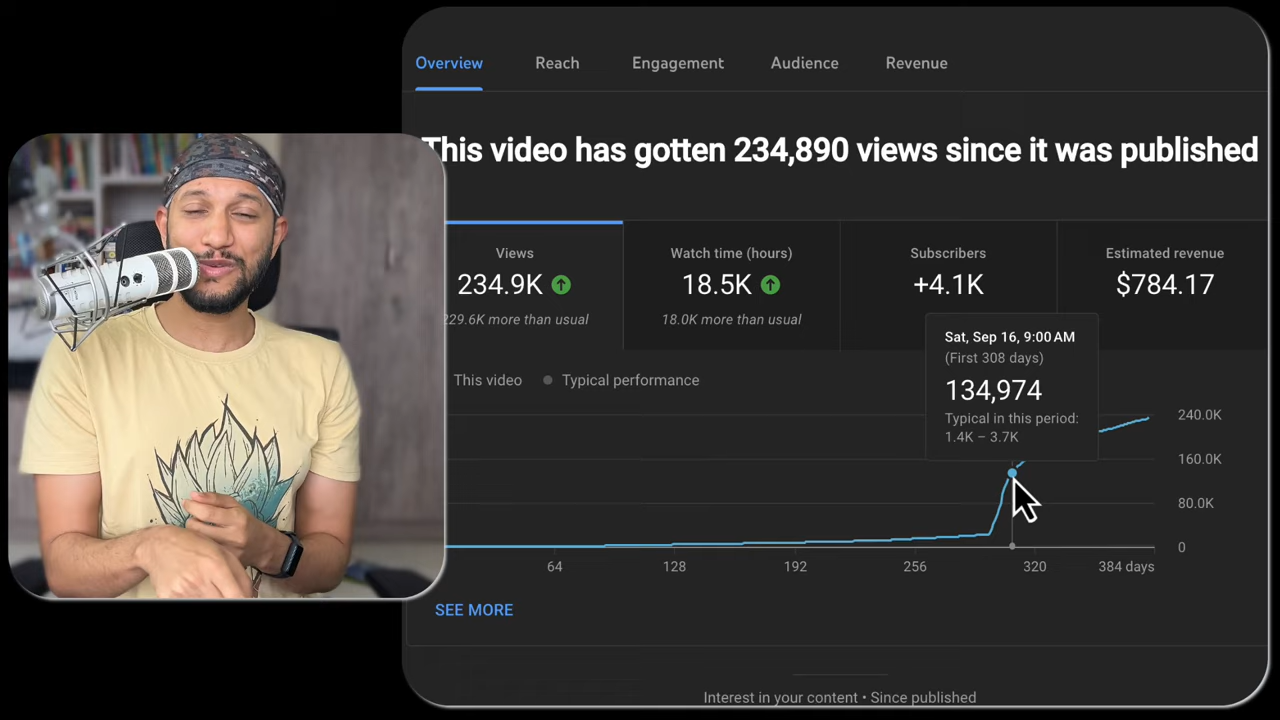 Overview Reach Engagement Audience Revenue
This video has gotten 234,890 views since it was published
Views Watch time (hours) Subscribers Estimated revenue
234.9K 18.5K +4.1K $784.17
229.6K more than usual 18.0K more than usual
Sat, Sep 16, 9:00 AM
(First 308 days)
134,974
Typical in this period:
1.4K – 3.7K
This video Typical performance
240.0K
160.0K
80.0K
0
64 128 192 256 320 384 days
SEE MORE
Interest in your content • Since published